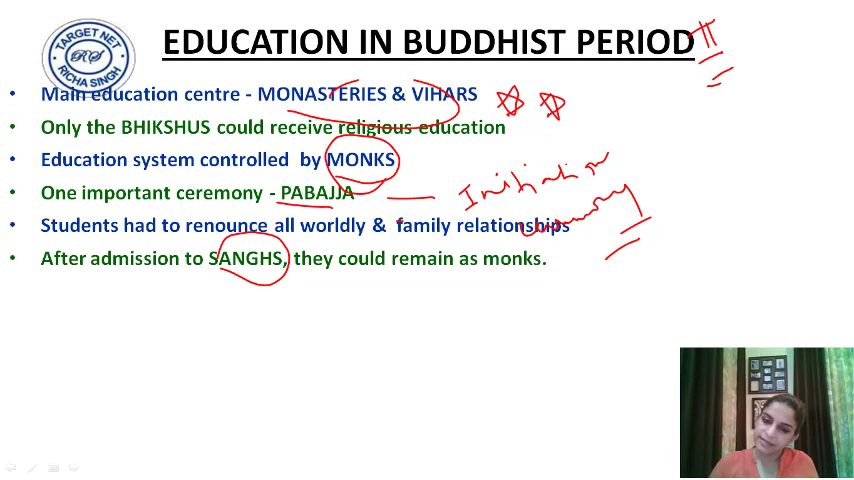 EDUCATION IN BUDDHIST PERIOD
TARGET NET
RS
RICHA SINGH
• Main education centre - MONASTERIES & VIHARS
• Only the BHIKSHUS could receive religious education
• Education system controlled by MONKS
• One important ceremony - PABAJJA — Initiation
ceremony
• Students had to renounce all worldly & family relationships
• After admission to SANGHS, they could remain as monks.